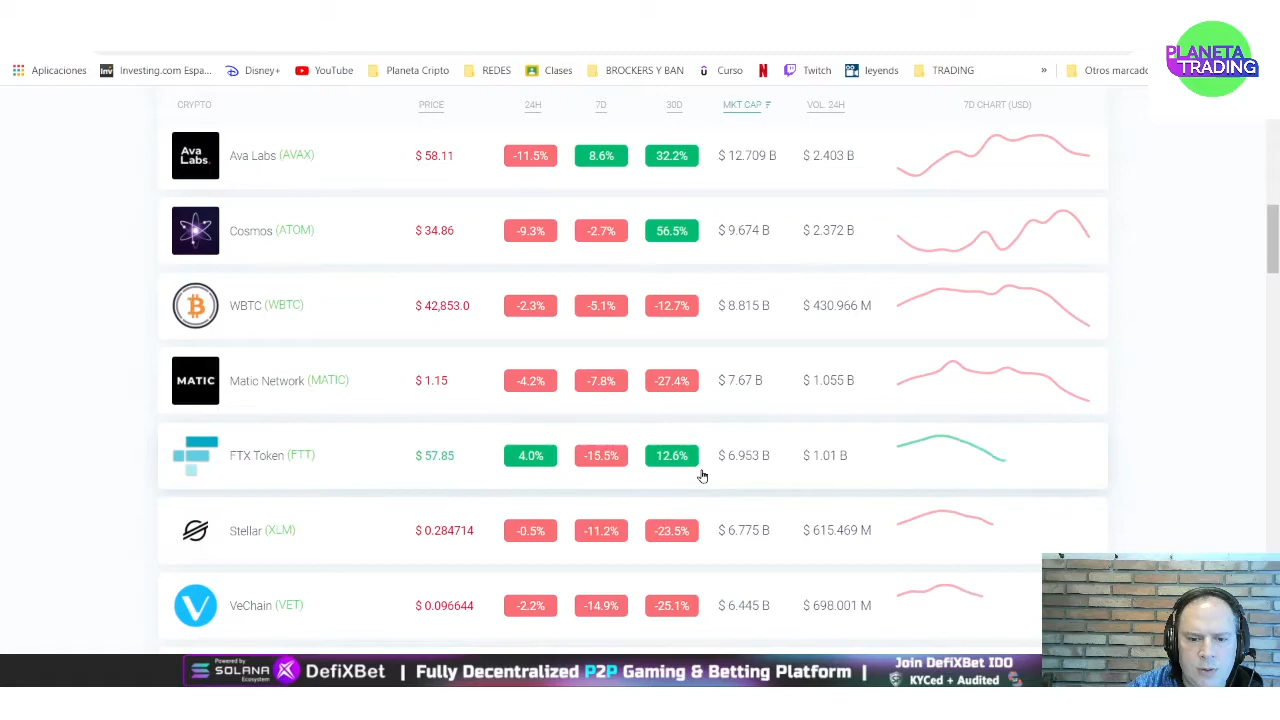 PLANETA
TRADING
Aplicaciones Investing.com Espa... Disney+ YouTube Planeta Cripto REDES Clases BROCKERS Y BAN Curso Twitch leyends TRADING » Otros marcado
CRYPTO PRICE 24H 7D 30D MKT CAP VOL. 24H 7D CHART (USD)
Ava Labs. Ava Labs (AVAX) $ 58.11 -11.5% 8.6% 32.2% $ 12.709 B $ 2.403 B
Cosmos (ATOM) $ 34.86 -9.3% -2.7% 56.5% $ 9.674 B $ 2.372 B
WBTC (WBTC) $ 42,853.0 -2.3% -5.1% -12.7% $ 8.815 B $ 430.966 M
MATIC Matic Network (MATIC) $ 1.15 -4.2% -7.8% -27.4% $ 7.67 B $ 1.055 B
FTX Token (FTT) $ 57.85 4.0% -15.5% 12.6% $ 6.953 B $ 1.01 B
Stellar (XLM) $ 0.284714 -0.5% -11.2% -23.5% $ 6.775 B $ 615.469 M
VeChain (VET) $ 0.096644 -2.2% -14.9% -25.1% $ 6.445 B $ 698.001 M
Powered by SOLANA Ecosystem DefiXBet | Fully Decentralized P2P Gaming & Betting Platform | Join DefiXBet IDO
KYCed + Audited